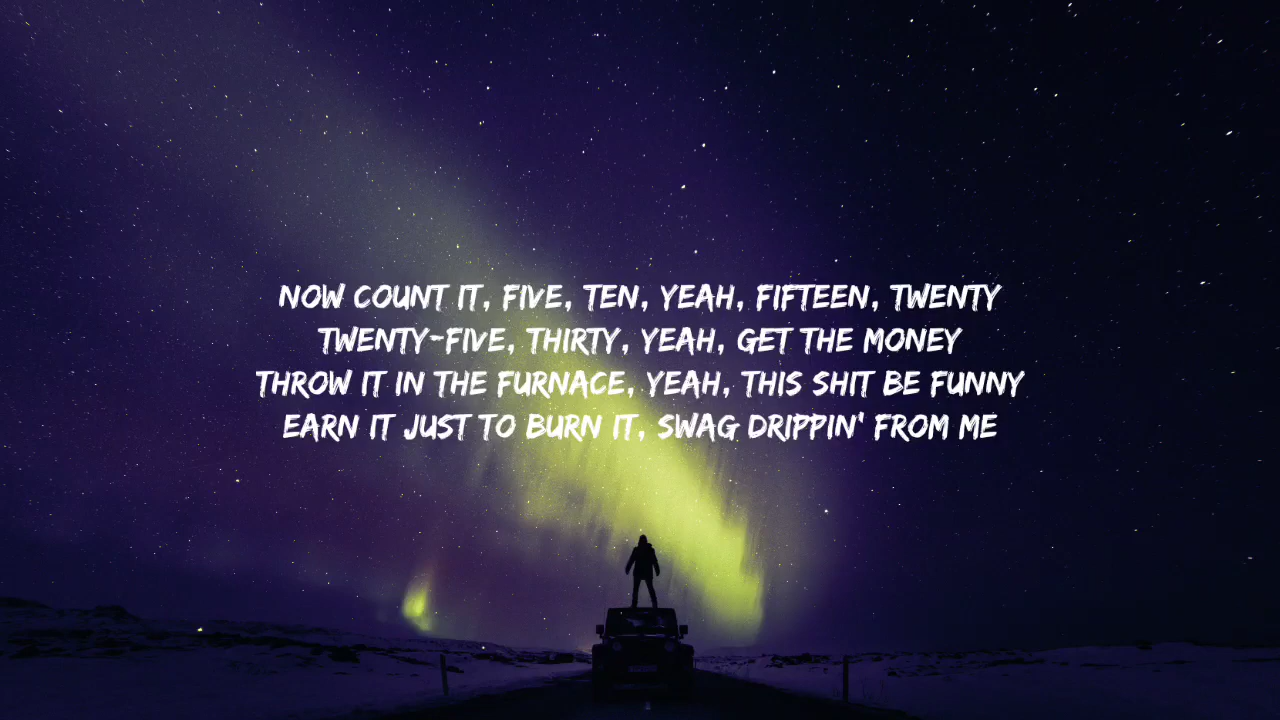 NOW COUNT IT, FIVE, TEN, YEAH, FIFTEEN, TWENTY
TWENTY-FIVE, THIRTY, YEAH, GET THE MONEY
THROW IT IN THE FURNACE, YEAH, THIS SHIT BE FUNNY
EARN IT JUST TO BURN IT, SWAG DRIPPIN' FROM ME